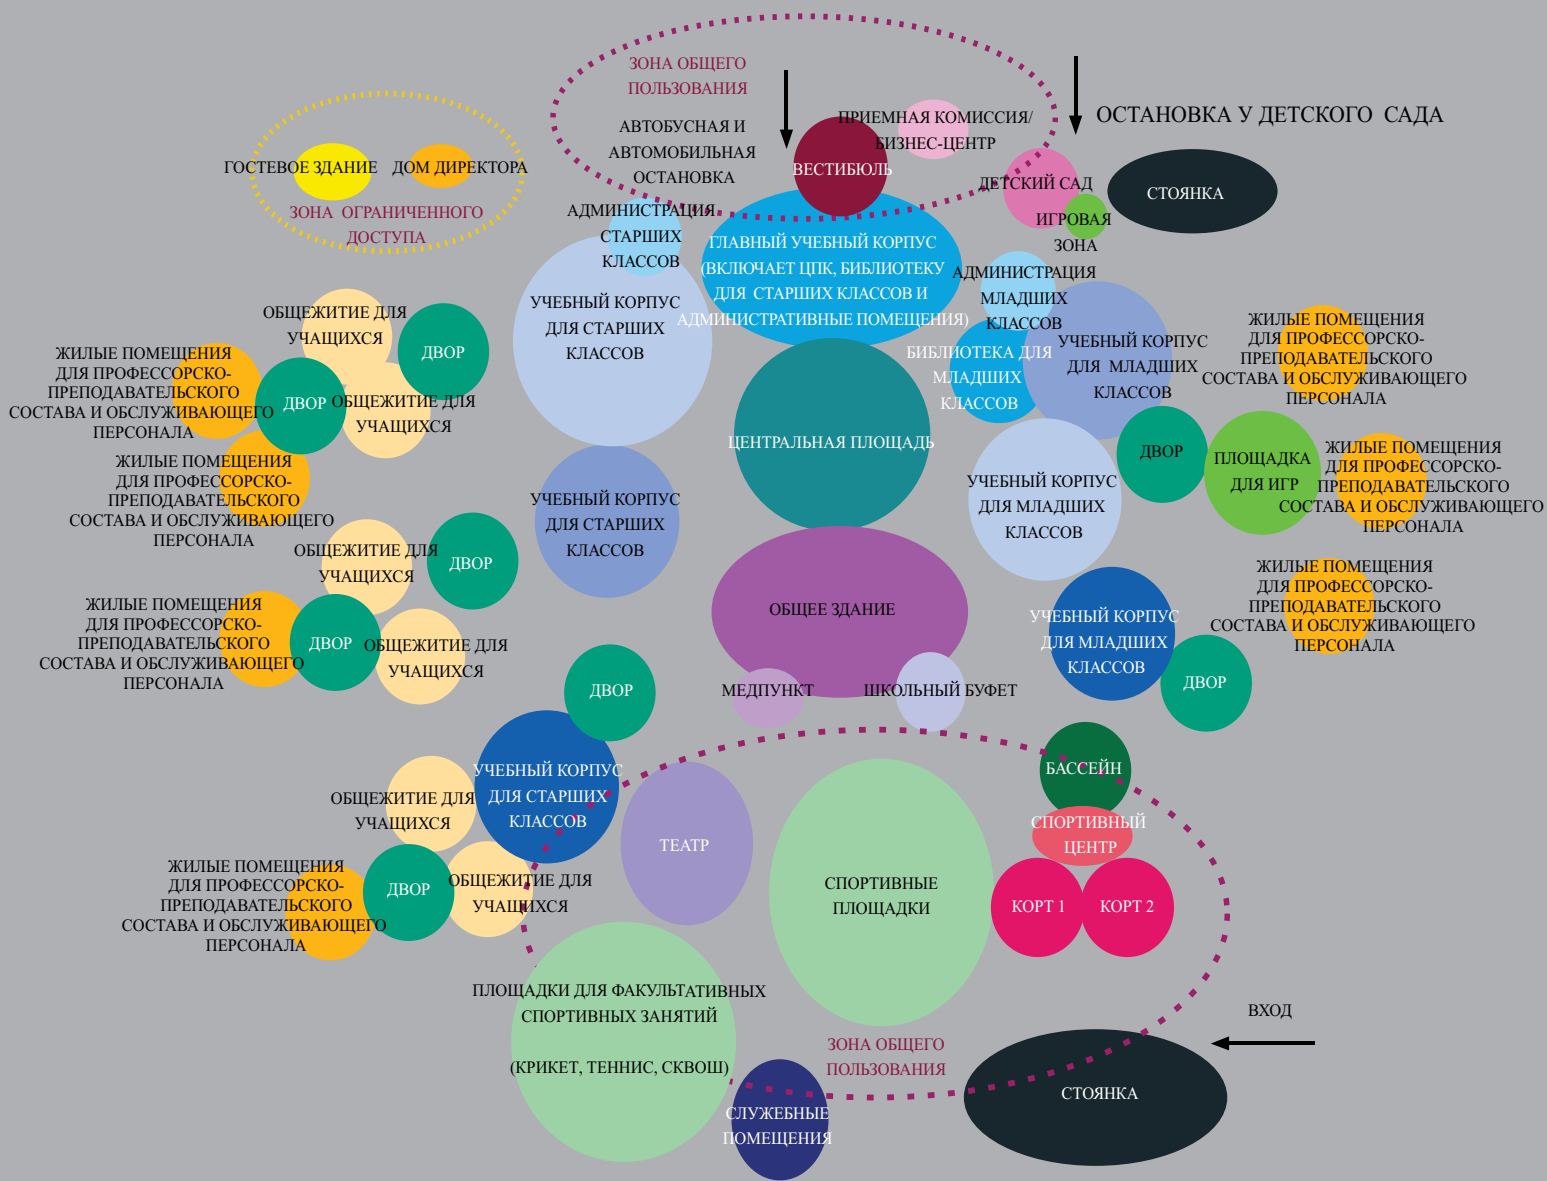 ЗОНА ОБЩЕГО
ПОЛЬЗОВАНИЯ
АВТОБУСНАЯ И
АВТОМОБИЛЬНАЯ
ОСТАНОВКА
ПРИЕМНАЯ КОМИССИЯ/
БИЗНЕС-ЦЕНТР
ВЕСТИБЮЛЬ
ОСТАНОВКА У ДЕТСКОГО САДА
ДЕТСКИЙ САД
СТОЯНКА
ИГРОВАЯ
ЗОНА
ГОСТЕВОЕ ЗДАНИЕ
ДОМ ДИРЕКТОРА
ЗОНА ОГРАНИЧЕННОГО
ДОСТУПА
АДМИНИСТРАЦИЯ
СТАРШИХ
КЛАССОВ
ГЛАВНЫЙ УЧЕБНЫЙ КОРПУС
(ВКЛЮЧАЕТ ЦПК, БИБЛИОТЕКУ
ДЛЯ СТАРШИХ КЛАССОВ И
АДМИНИСТРАТИВНЫЕ ПОМЕЩЕНИЯ)
АДМИНИСТРАЦИЯ
МЛАДШИХ
КЛАССОВ
УЧЕБНЫЙ КОРПУС
ДЛЯ СТАРШИХ
КЛАССОВ
БИБЛИОТЕКА ДЛЯ
МЛАДШИХ
КЛАССОВ
УЧЕБНЫЙ КОРПУС
ДЛЯ МЛАДШИХ
КЛАССОВ
ЖИЛЫЕ ПОМЕЩЕНИЯ
ДЛЯ ПРОФЕССОРСКО-
ПРЕПОДАВАТЕЛЬСКОГО
СОСТАВА И ОБСЛУЖИВАЮЩЕГО
ПЕРСОНАЛА
ОБЩЕЖИТИЕ ДЛЯ
УЧАЩИХСЯ
ДВОР
ЖИЛЫЕ ПОМЕЩЕНИЯ
ДЛЯ ПРОФЕССОРСКО-
ПРЕПОДАВАТЕЛЬСКОГО
СОСТАВА И ОБСЛУЖИВАЮЩЕГО
ПЕРСОНАЛА
ДВОР
ОБЩЕЖИТИЕ ДЛЯ
УЧАЩИХСЯ
ЦЕНТРАЛЬНАЯ ПЛОЩАДЬ
ДВОР
ПЛОЩАДКА
ДЛЯ ИГР
ЖИЛЫЕ ПОМЕЩЕНИЯ
ДЛЯ ПРОФЕССОРСКО-
ПРЕПОДАВАТЕЛЬСКОГО
СОСТАВА И ОБСЛУЖИВАЮЩЕГО
ПЕРСОНАЛА
ЖИЛЫЕ ПОМЕЩЕНИЯ
ДЛЯ ПРОФЕССОРСКО-
ПРЕПОДАВАТЕЛЬСКОГО
СОСТАВА И ОБСЛУЖИВАЮЩЕГО
ПЕРСОНАЛА
УЧЕБНЫЙ КОРПУС
ДЛЯ СТАРШИХ
КЛАССОВ
УЧЕБНЫЙ КОРПУС
ДЛЯ МЛАДШИХ
КЛАССОВ
ОБЩЕЖИТИЕ ДЛЯ
УЧАЩИХСЯ
ДВОР
ЖИЛЫЕ ПОМЕЩЕНИЯ
ДЛЯ ПРОФЕССОРСКО-
ПРЕПОДАВАТЕЛЬСКОГО
СОСТАВА И ОБСЛУЖИВАЮЩЕГО
ПЕРСОНАЛА
ЖИЛЫЕ ПОМЕЩЕНИЯ
ДЛЯ ПРОФЕССОРСКО-
ПРЕПОДАВАТЕЛЬСКОГО
СОСТАВА И ОБСЛУЖИВАЮЩЕГО
ПЕРСОНАЛА
ДВОР
ОБЩЕЖИТИЕ ДЛЯ
УЧАЩИХСЯ
ОБЩЕЕ ЗДАНИЕ
УЧЕБНЫЙ КОРПУС
ДЛЯ МЛАДШИХ
КЛАССОВ
ДВОР
ДВОР
МЕДПУНКТ
ШКОЛЬНЫЙ БУФЕТ
УЧЕБНЫЙ КОРПУС
ДЛЯ СТАРШИХ
КЛАССОВ
БАССЕЙН
СПОРТИВНЫЙ
ЦЕНТР
ОБЩЕЖИТИЕ ДЛЯ
УЧАЩИХСЯ
ТЕАТР
ЖИЛЫЕ ПОМЕЩЕНИЯ
ДЛЯ ПРОФЕССОРСКО-
ПРЕПОДАВАТЕЛЬСКОГО
СОСТАВА И ОБСЛУЖИВАЮЩЕГО
ПЕРСОНАЛА
ДВОР
ОБЩЕЖИТИЕ ДЛЯ
УЧАЩИХСЯ
СПОРТИВНЫЕ
ПЛОЩАДКИ
КОРТ 1
КОРТ 2
ПЛОЩАДКИ ДЛЯ ФАКУЛЬТАТИВНЫХ
СПОРТИВНЫХ ЗАНЯТИЙ
(КРИКЕТ, ТЕННИС, СКВОШ)
ВХОД
ЗОНА ОБЩЕГО
ПОЛЬЗОВАНИЯ
СТОЯНКА
СЛУЖЕБНЫЕ
ПОМЕЩЕНИЯ